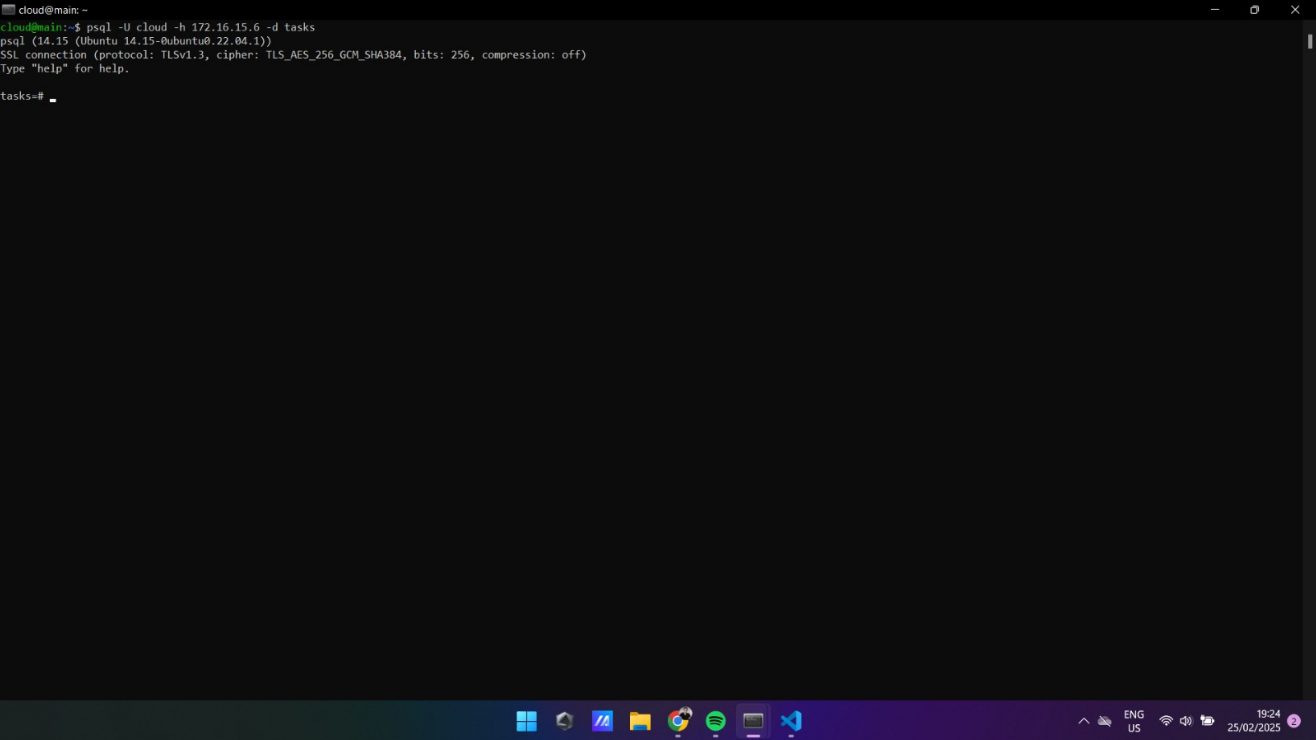 cloud@main: ~
cloud@main:~$ psql -U cloud -h 172.16.15.6 -d tasks
psql (14.15 (Ubuntu 14.15-0ubuntu0.22.04.1))
SSL connection (protocol: TLSv1.3, cipher: TLS_AES_256_GCM_SHA384, bits: 256, compression: off)
Type "help" for help.
tasks=#
ENG
US
19:24
25/02/2025
2